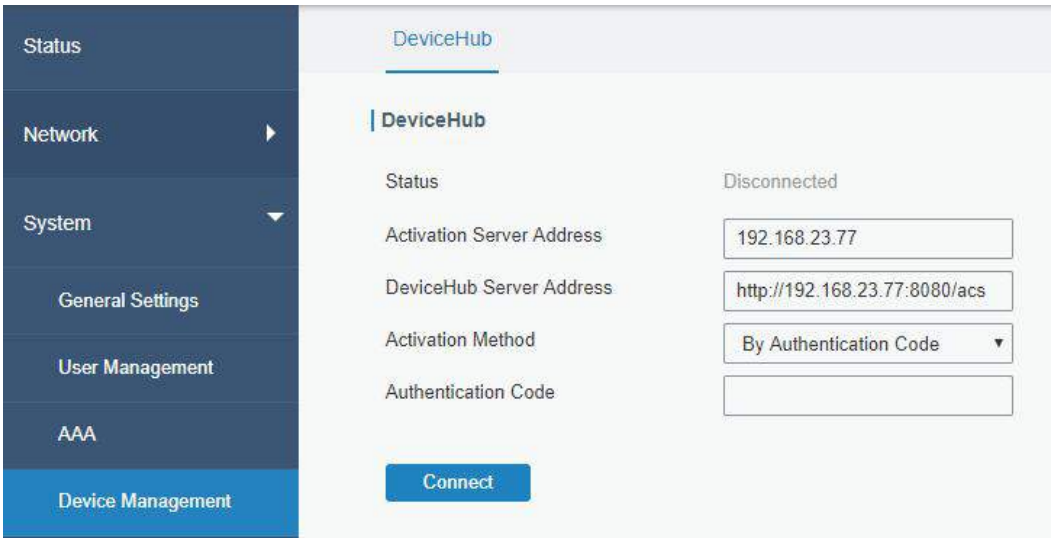 Status
Network
System
General Settings
User Management
AAA
Device Management
DeviceHub
DeviceHub
Status Disconnected
Activation Server Address 192.168.23.77
DeviceHub Server Address http://192.168.23.77:8080/acs
Activation Method By Authentication Code
Authentication Code
Connect